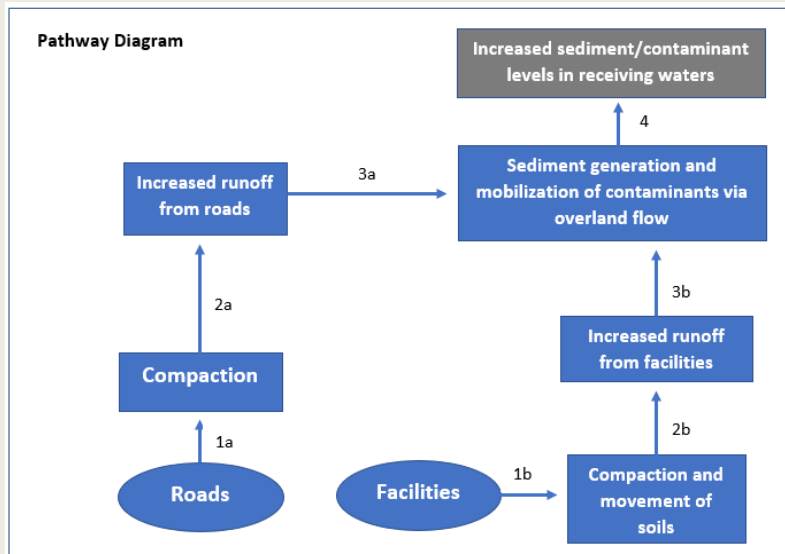 Pathway Diagram
Increased sediment/contaminant
levels in receiving waters
4
Sediment generation and
mobilization of contaminants via
overland flow
3a
Increased runoff
from roads
3b
2a
Increased runoff
from facilities
Compaction
2b
1a
1b
Roads
Facilities
Compaction and
movement of
soils